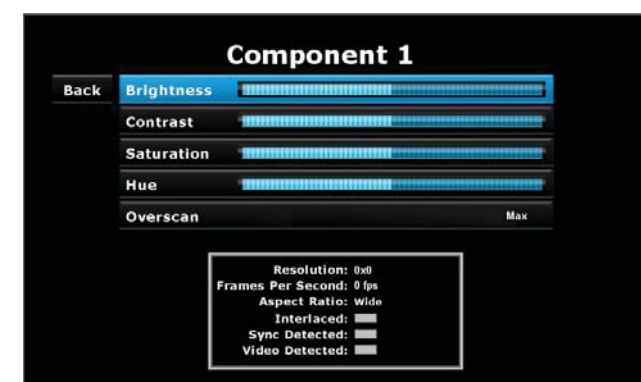 Component 1
Back
Brightness
Contrast
Saturation
Hue
Overscan Max
Resolution: 0x0
Frames Per Second: 0 fps
Aspect Ratio: Wide
Interlaced:
Sync Detected:
Video Detected: